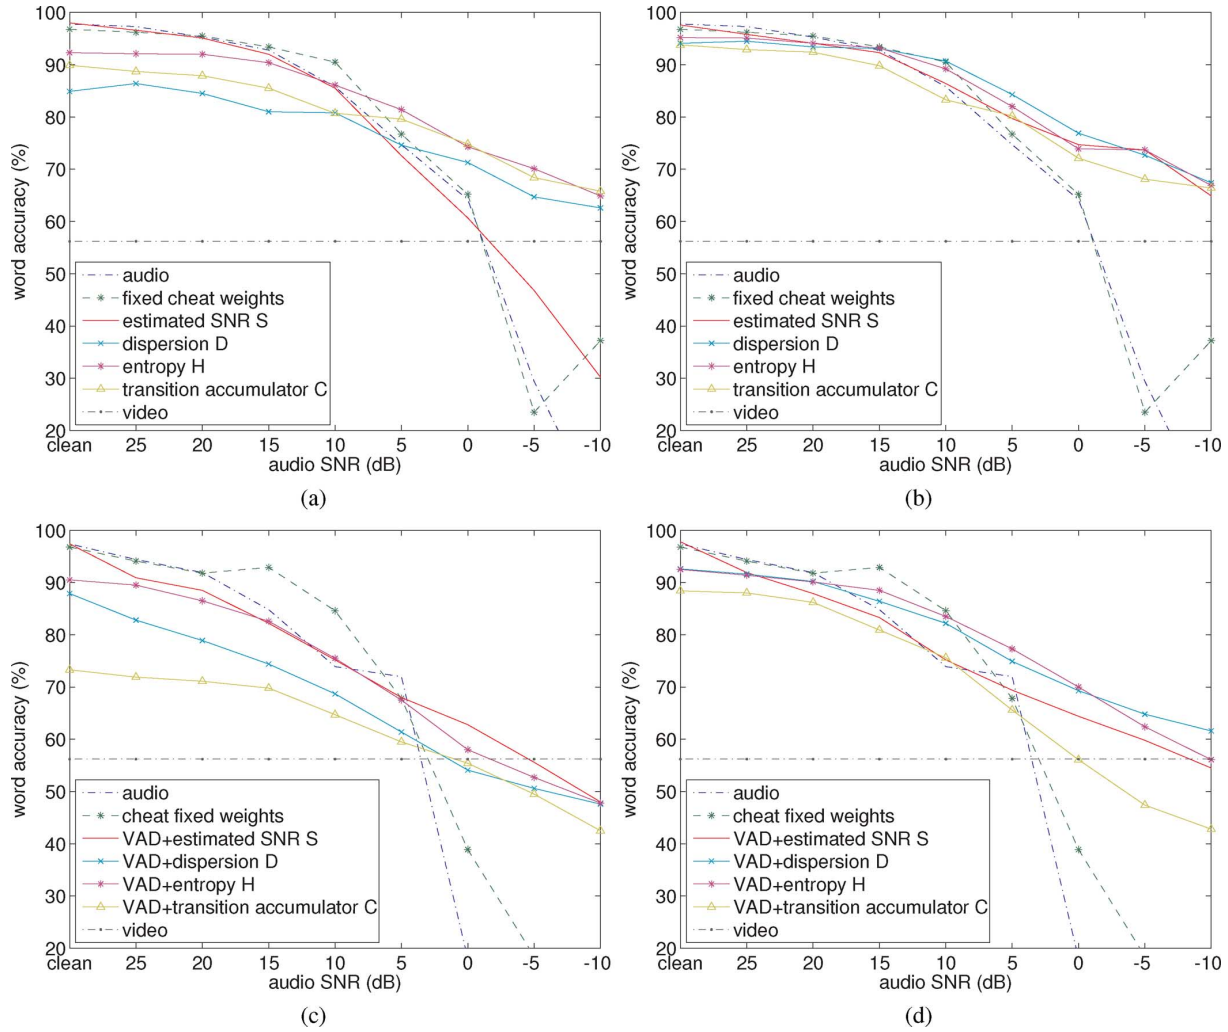 100
90
80
70
60
50
40
30
20
word accuracy (%)
audio
fixed cheat weights
estimated SNR S
dispersion D
entropy H
transition accumulator C
video
clean 25 20 15 10 5 0 -5 -10
audio SNR (dB)
(a)
100
90
80
70
60
50
40
30
20
word accuracy (%)
audio
fixed cheat weights
estimated SNR S
dispersion D
entropy H
transition accumulator C
video
clean 25 20 15 10 5 0 -5 -10
audio SNR (dB)
(b)
100
90
80
70
60
50
40
30
20
word accuracy (%)
audio
cheat fixed weights
VAD+estimated SNR S
VAD+dispersion D
VAD+entropy H
VAD+transition accumulator C
video
clean 25 20 15 10 5 0 -5 -10
audio SNR (dB)
(c)
100
90
80
70
60
50
40
30
20
word accuracy (%)
audio
cheat fixed weights
VAD+estimated SNR S
VAD+dispersion D
VAD+entropy H
VAD+transition accumulator C
video
clean 25 20 15 10 5 0 -5 -10
audio SNR (dB)
(d)